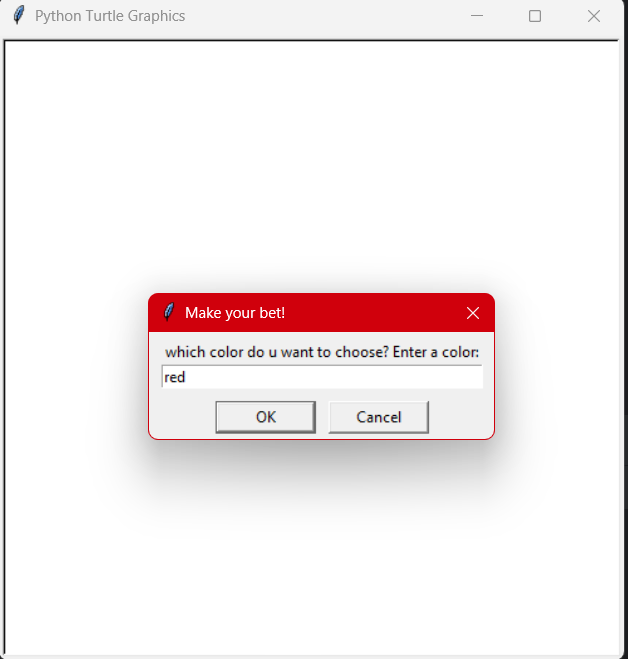 Python Turtle Graphics
Make your bet!
which color do u want to choose? Enter a color:
red
OK
Cancel